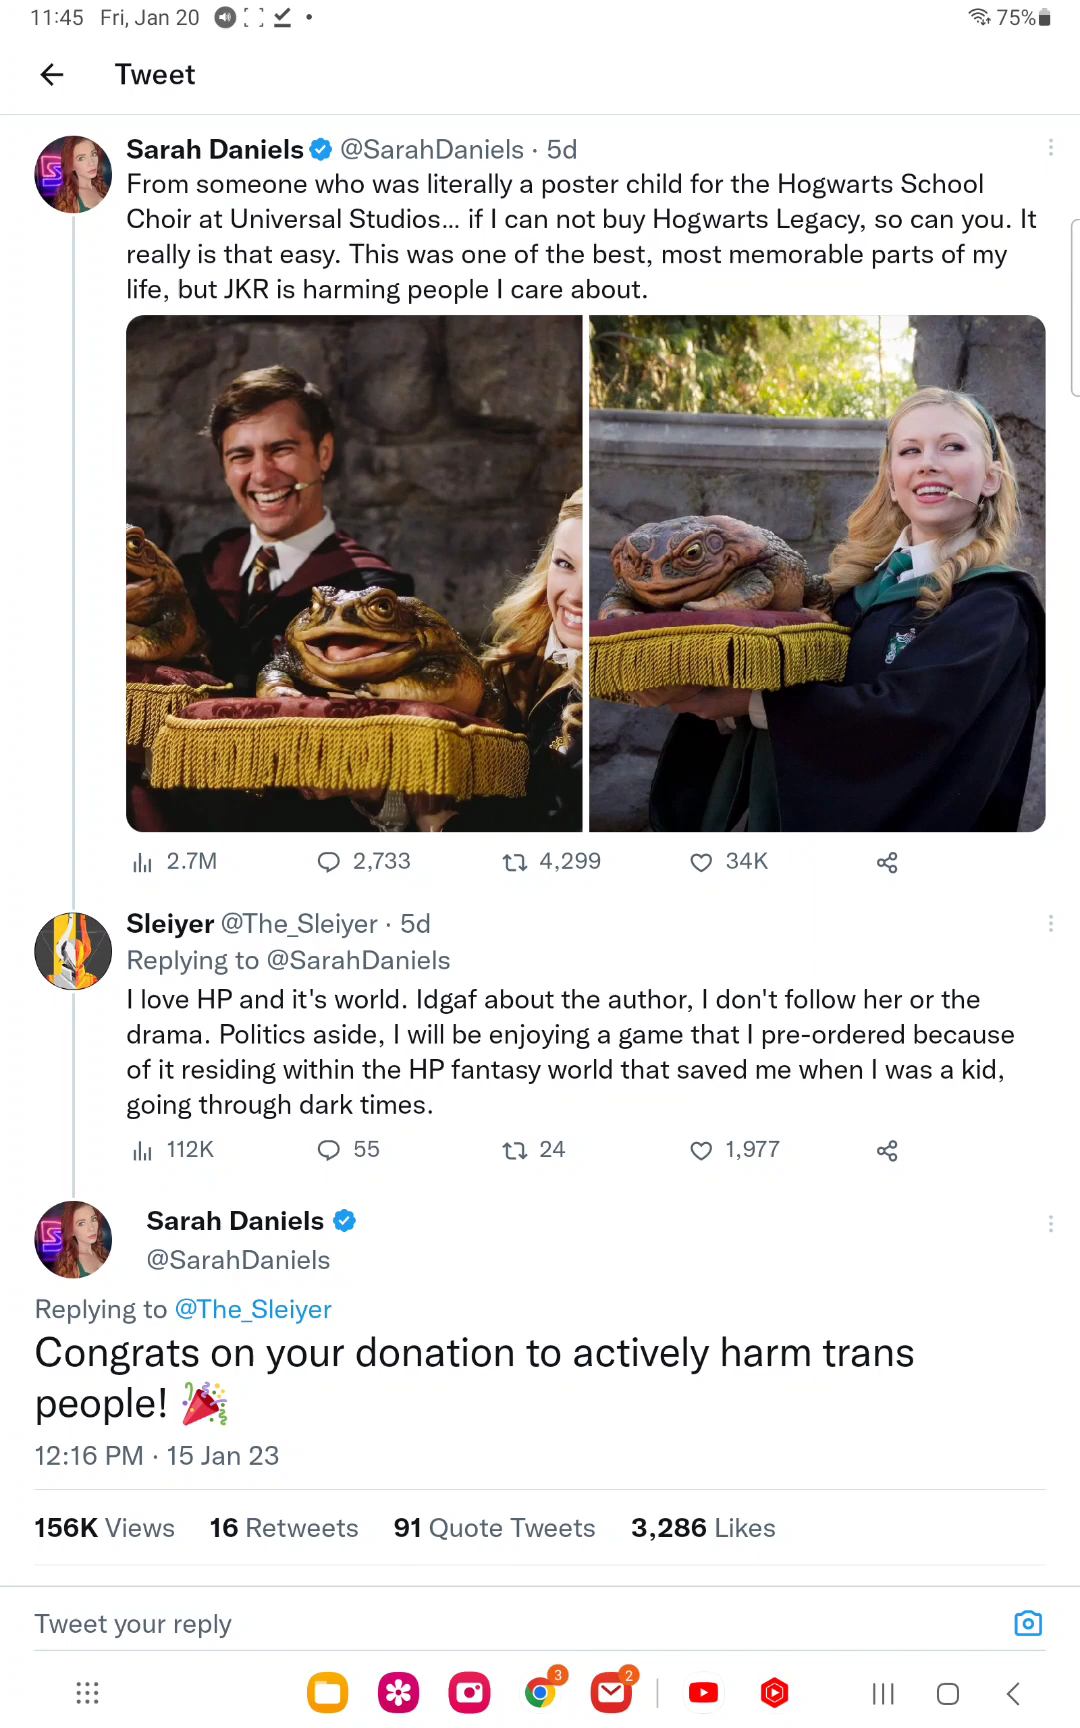 11:45 Fri, Jan 20
75%
Tweet
Sarah Daniels @SarahDaniels · 5d
From someone who was literally a poster child for the Hogwarts School
Choir at Universal Studios... if I can not buy Hogwarts Legacy, so can you. It
really is that easy. This was one of the best, most memorable parts of my
life, but JKR is harming people I care about.
2.7M 2,733 4,299 34K
Sleiyer @The_Sleiyer · 5d
Replying to @SarahDaniels
I love HP and it's world. Idgaf about the author, I don't follow her or the
drama. Politics aside, I will be enjoying a game that I pre-ordered because
of it residing within the HP fantasy world that saved me when I was a kid,
going through dark times.
112K 55 24 1,977
Sarah Daniels
@SarahDaniels
Replying to @The_Sleiyer
Congrats on your donation to actively harm trans
people! 🎉
12:16 PM · 15 Jan 23
156K Views 16 Retweets 91 Quote Tweets 3,286 Likes
Tweet your reply
3 2